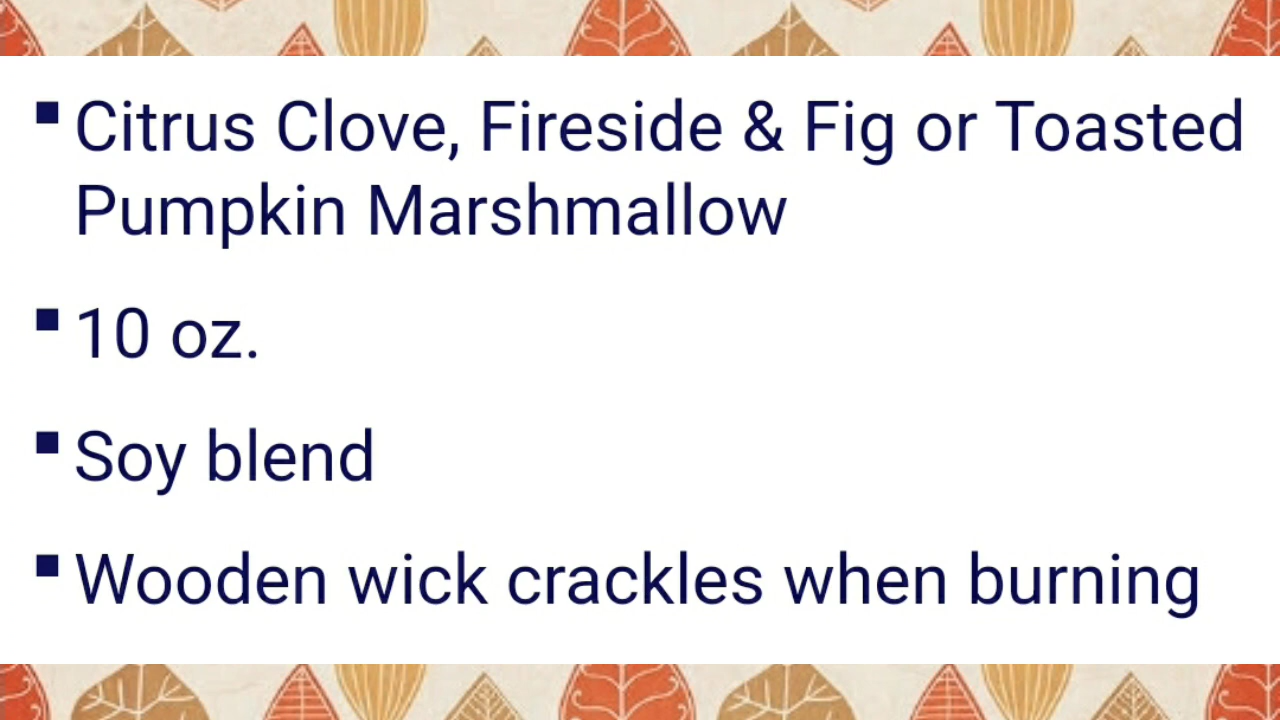 ▪ Citrus Clove, Fireside & Fig or Toasted
Pumpkin Marshmallow
▪ 10 oz.
▪ Soy blend
▪ Wooden wick crackles when burning